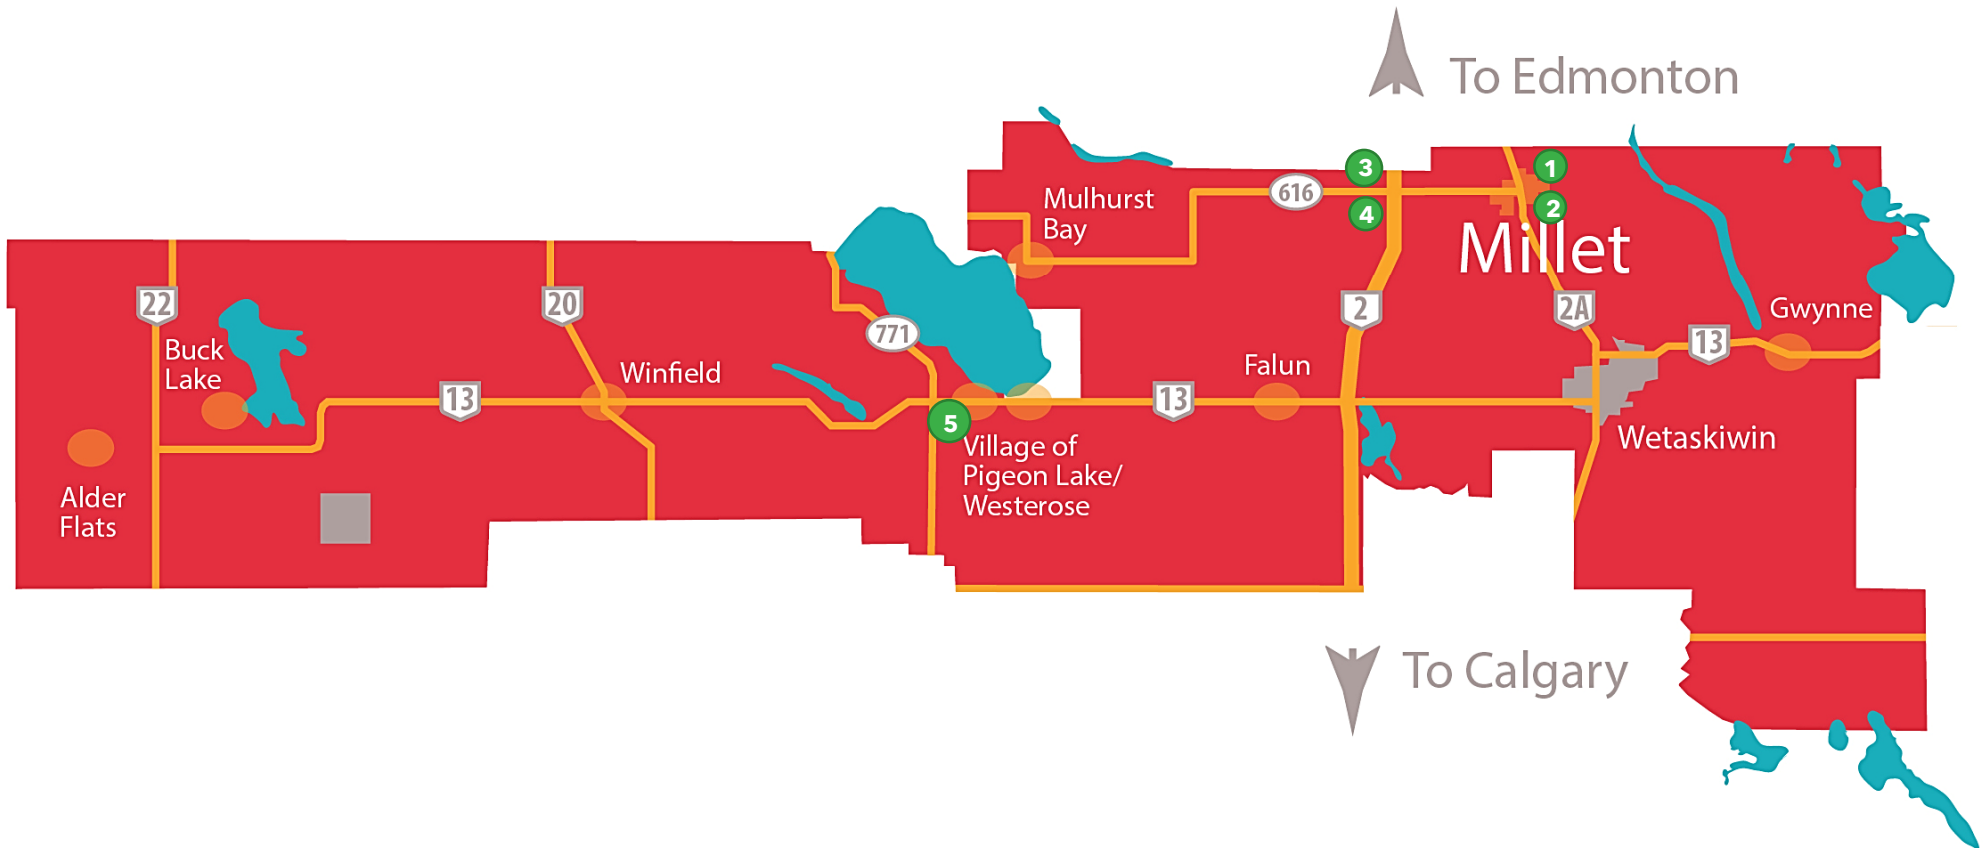 To Edmonton
3
1
616
4
2
Mulhurst
Bay
Millet
22
20
2
2A
Gwynne
771
13
Buck
Lake
Winfield
Falun
13
13
5
Wetaskiwin
Village of
Pigeon Lake/
Westerose
Alder
Flats
To Calgary